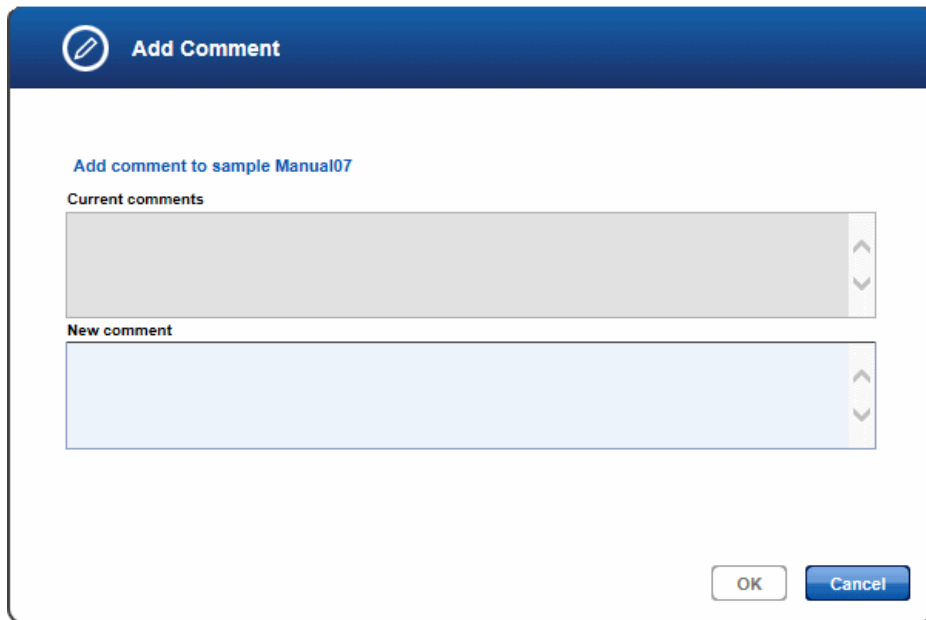 Add Comment
Add comment to sample Manual07
Current comments
New comment
OK
Cancel